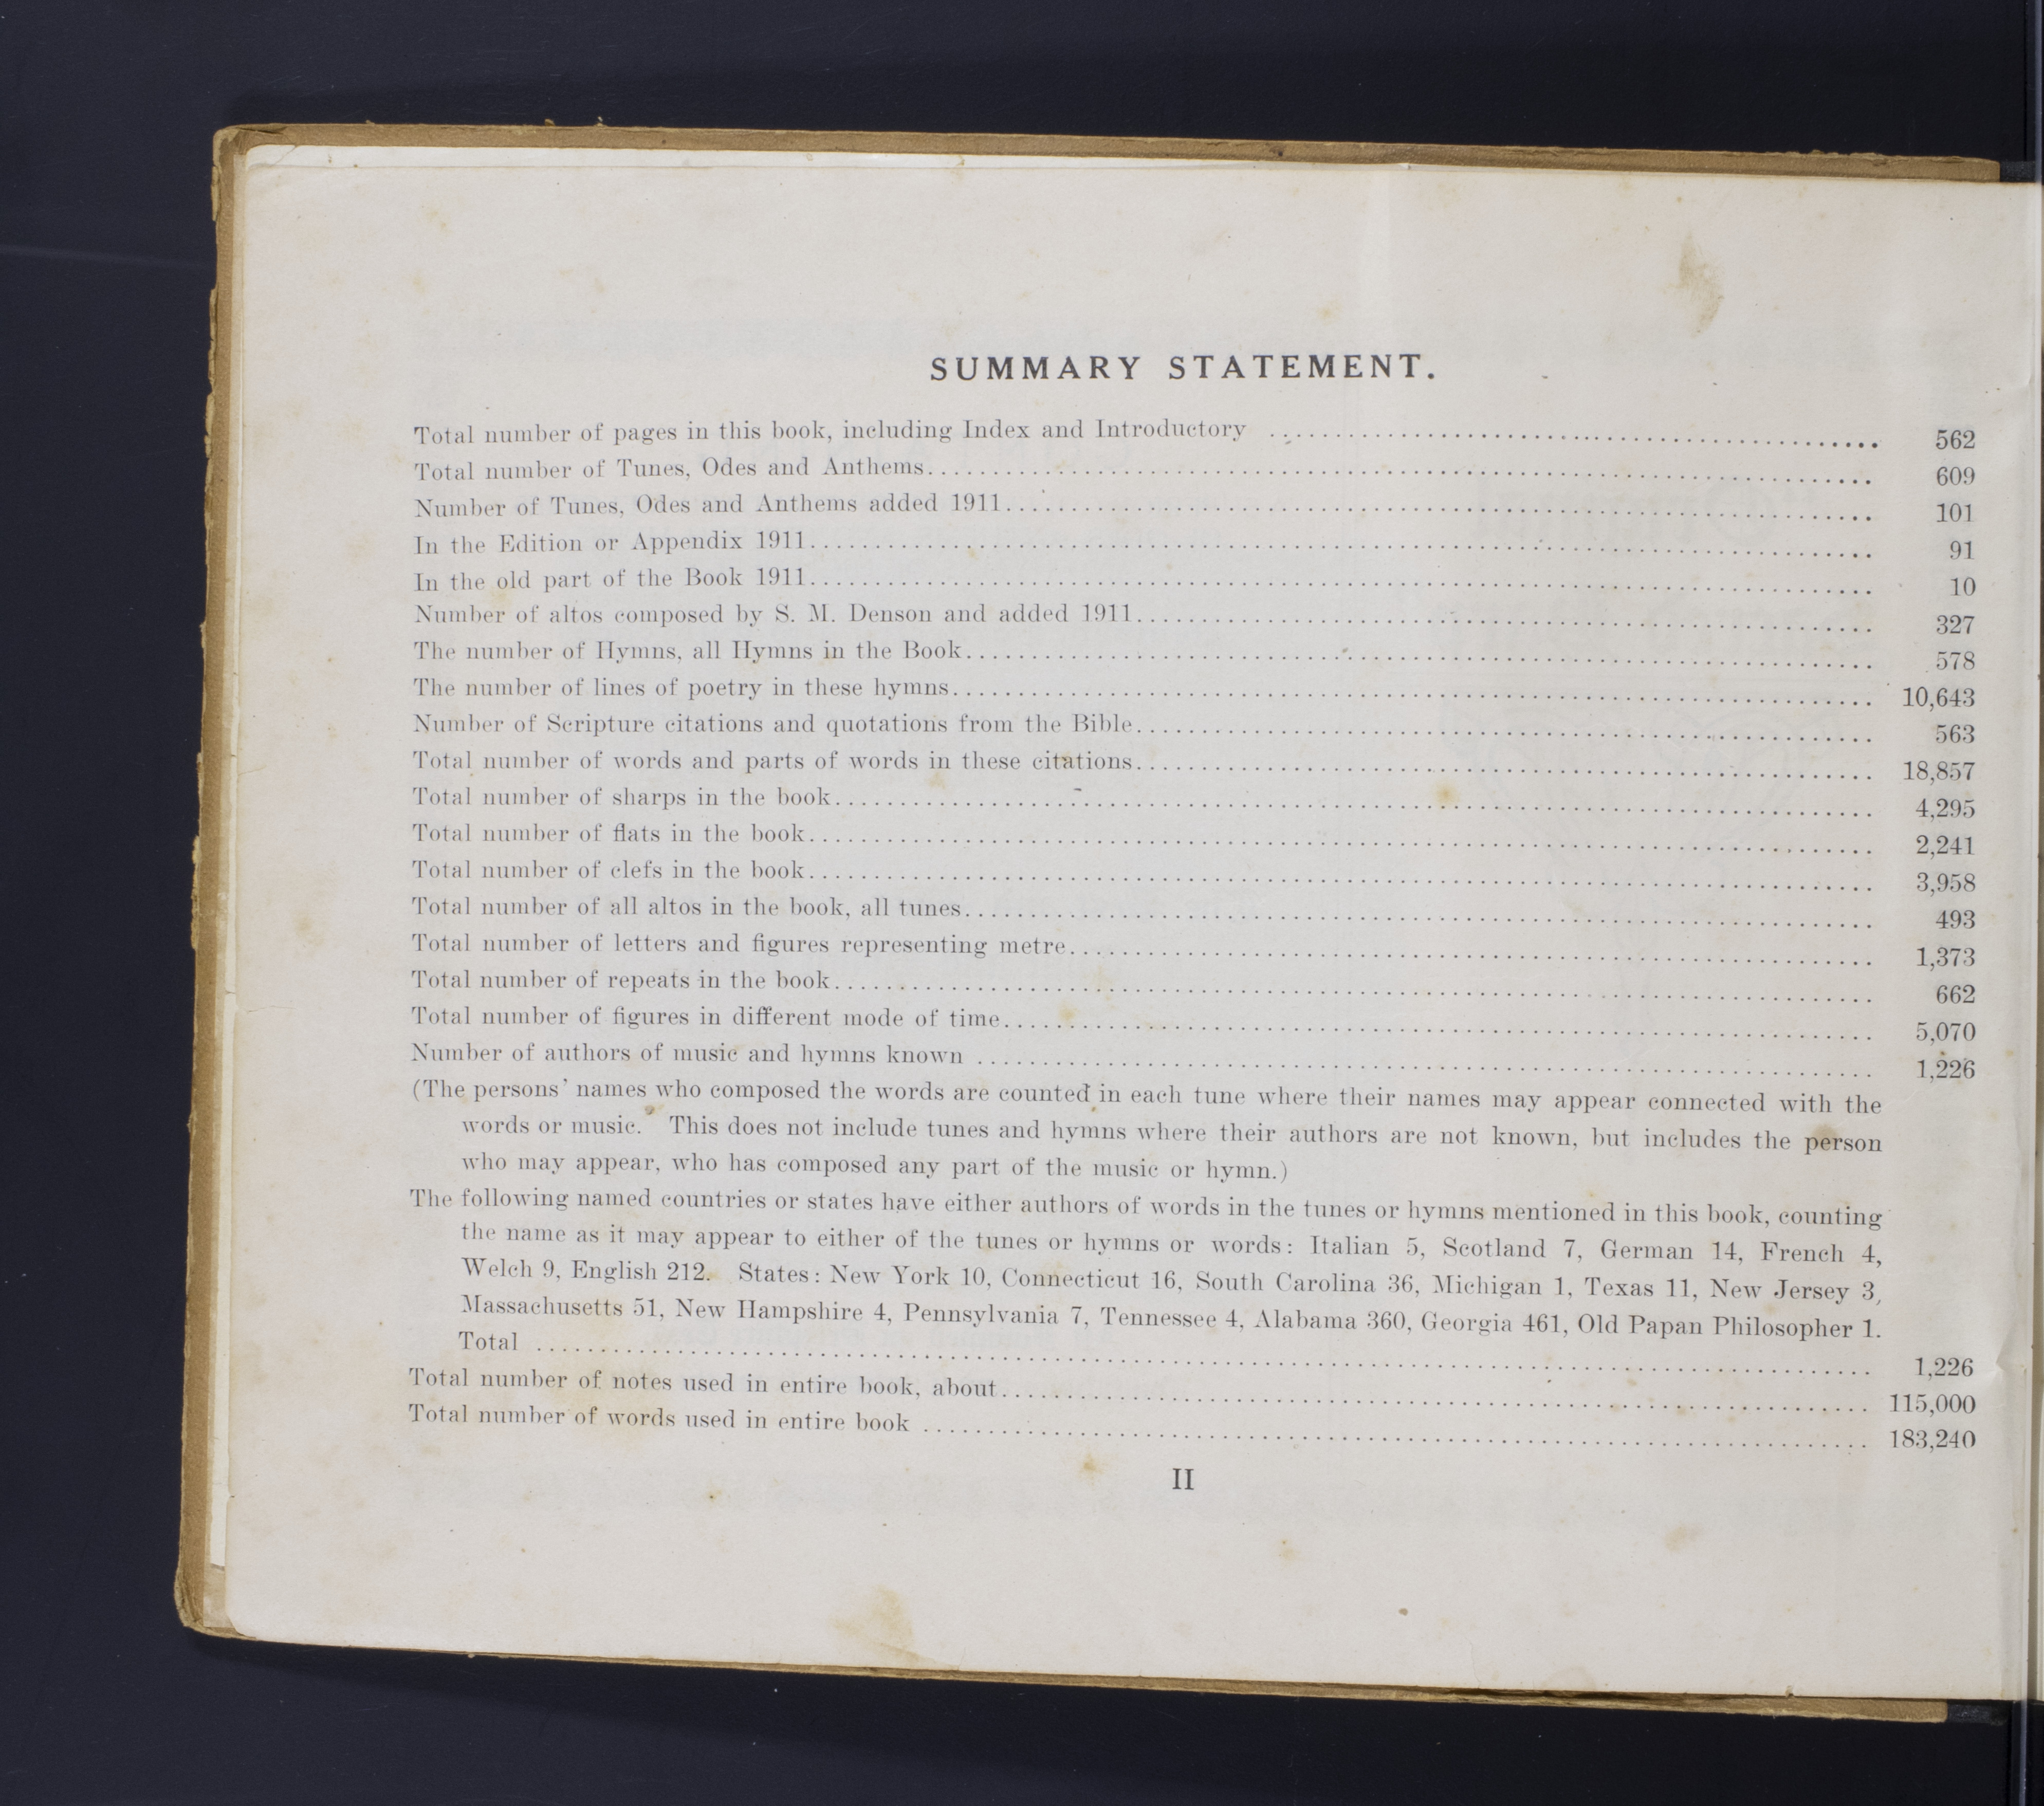 SUMMARY STATEMENT.
Total number of pages in this book, including Index and Introductory ........ 562
Total number of Tunes, Odes and Anthems........ 609
Number of Tunes, Odes and Anthems added 1911........ 101
In the Edition or Appendix 1911........ 91
In the old part of the Book 1911........ 10
Number of altos composed by S. M. Denson and added 1911........ 327
The number of Hymns, all Hymns in the Book........ 578
The number of lines of poetry in these hymns........ 10,643
Number of Scripture citations and quotations from the Bible........ 563
Total number of words and parts of words in these citations........ 18,857
Total number of sharps in the book........ 4,295
Total number of flats in the book........ 2,241
Total number of clefs in the book........ 3,958
Total number of all altos in the book, all tunes........ 493
Total number of letters and figures representing metre........ 1,373
Total number of repeats in the book........ 662
Total number of figures in different mode of time........ 5,070
Number of authors of music and hymns known ........ 1,226
(The persons' names who composed the words are counted in each tune where their names may appear connected with the
words or music. This does not include tunes and hymns where their authors are not known, but includes the person
who may appear, who has composed any part of the music or hymn.)
The following named countries or states have either authors of words in the tunes or hymns mentioned in this book, counting
the name as it may appear to either of the tunes or hymns or words: Italian 5, Scotland 7, German 14, French 4,
Welch 9, English 212. States: New York 10, Connecticut 16, South Carolina 36, Michigan 1, Texas 11, New Jersey 3,
Massachusetts 51, New Hampshire 4, Pennsylvania 7, Tennessee 4, Alabama 360, Georgia 461, Old Papan Philosopher 1.
Total ........ 1,226
Total number of notes used in entire book, about........ 115,000
Total number of words used in entire book ........ 183,240
II